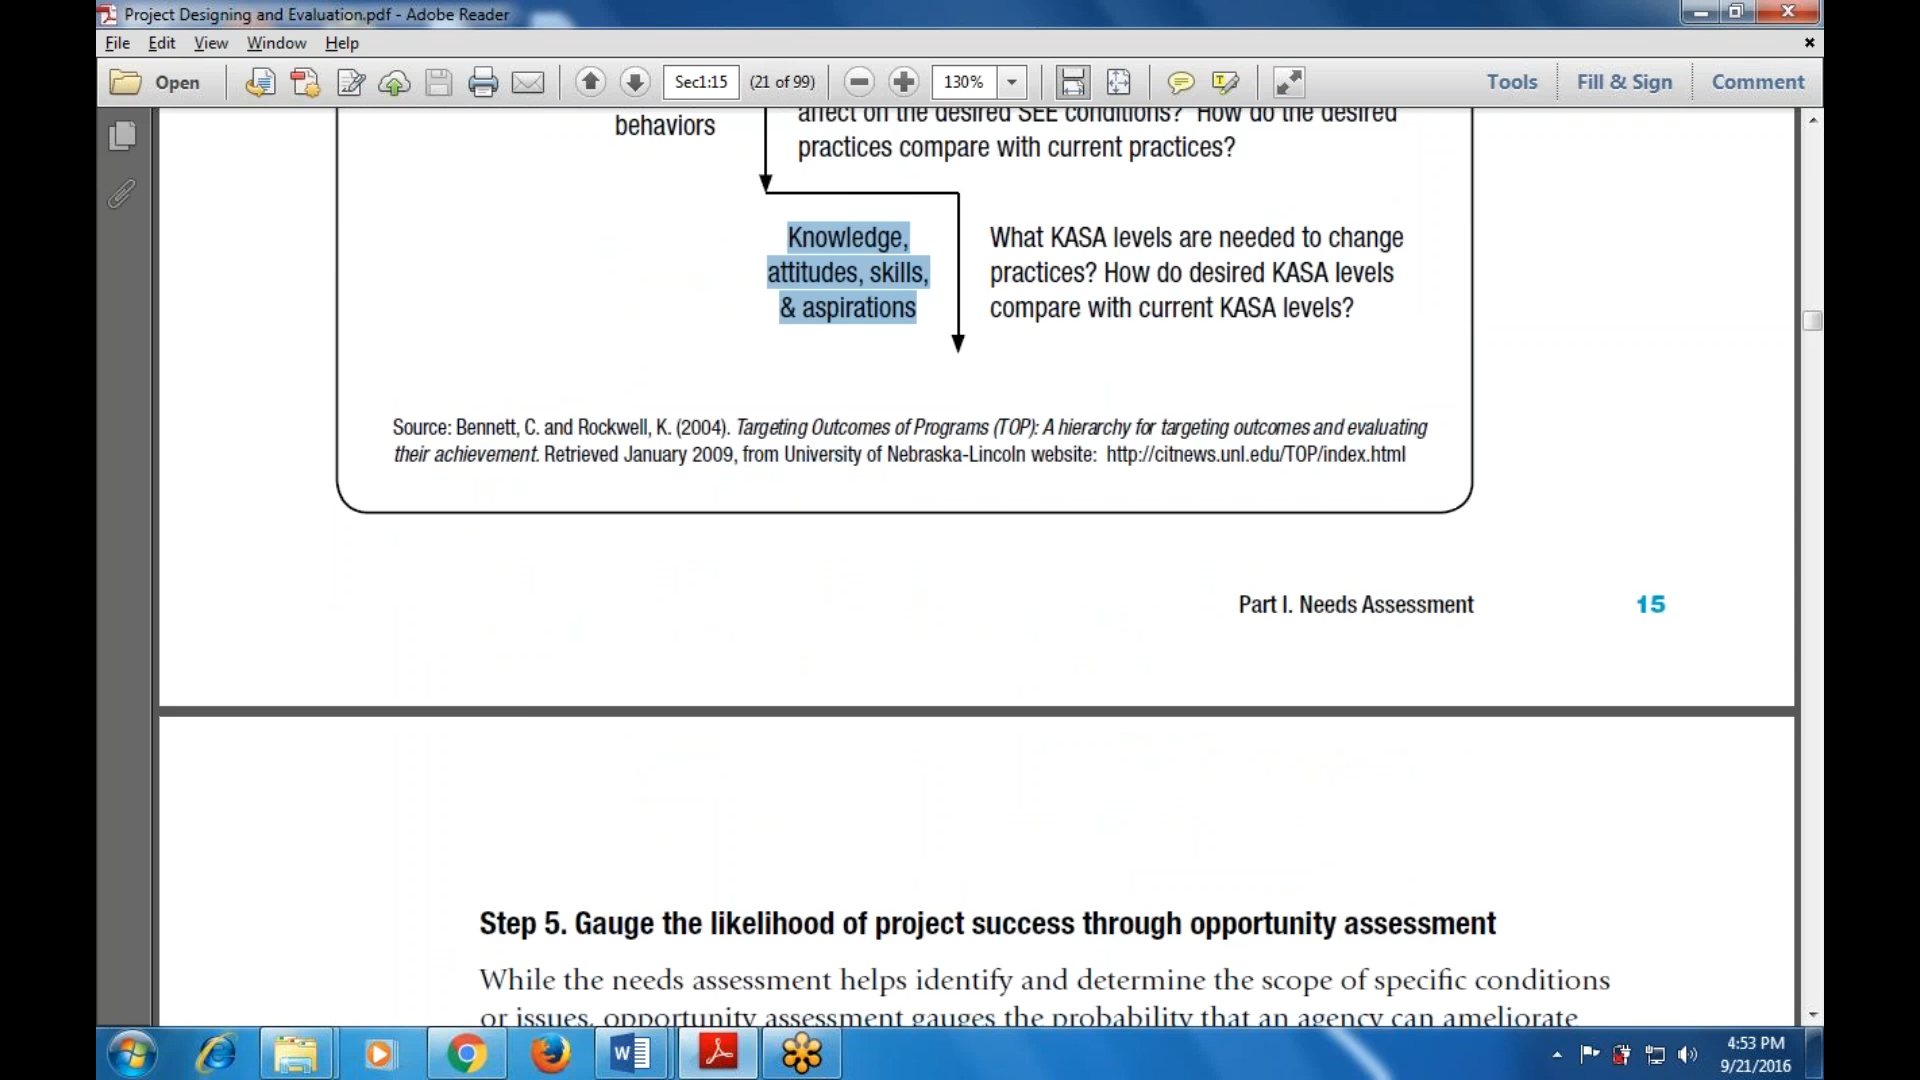 Project Designing and Evaluation.pdf - Adobe Reader
File Edit View Window Help
Open Sec1:15 (21 of 99) 130% Tools Fill & Sign Comment
behaviors
affect on the desired SEE conditions? How do the desired
practices compare with current practices?
Knowledge,
attitudes, skills,
& aspirations
What KASA levels are needed to change
practices? How do desired KASA levels
compare with current KASA levels?
Source: Bennett, C. and Rockwell, K. (2004). Targeting Outcomes of Programs (TOP): A hierarchy for targeting outcomes and evaluating
their achievement. Retrieved January 2009, from University of Nebraska-Lincoln website: http://citnews.unl.edu/TOP/index.html
Part I. Needs Assessment 15
Step 5. Gauge the likelihood of project success through opportunity assessment
While the needs assessment helps identify and determine the scope of specific conditions
or issues, opportunity assessment gauges the probability that an agency can ameliorate
4:53 PM
9/21/2016